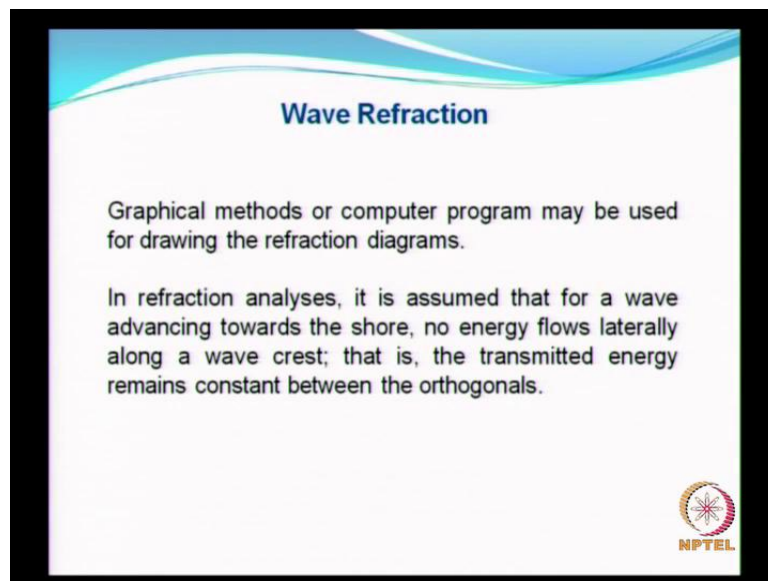 Wave Refraction
Graphical methods or computer program may be used
for drawing the refraction diagrams.
In refraction analyses, it is assumed that for a wave
advancing towards the shore, no energy flows laterally
along a wave crest; that is, the transmitted energy
remains constant between the orthogonals.
NPTEL